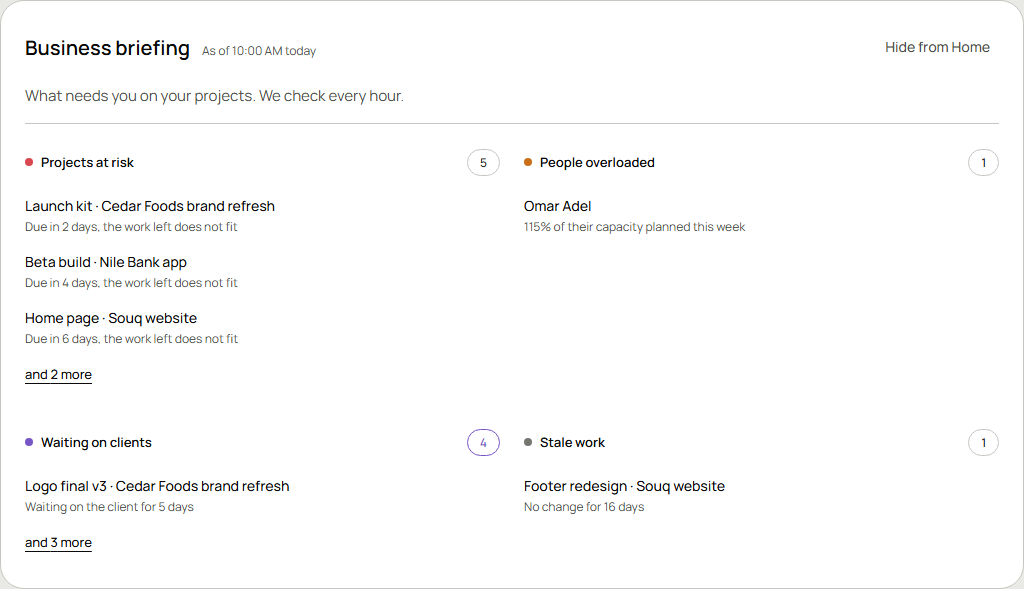 Business briefing As of 10:00 AM today
Hide from Home
What needs you on your projects. We check every hour.
Projects at risk 5
Launch kit · Cedar Foods brand refresh
Due in 2 days, the work left does not fit
Beta build · Nile Bank app
Due in 4 days, the work left does not fit
Home page · Souq website
Due in 6 days, the work left does not fit
and 2 more
People overloaded 1
Omar Adel
115% of their capacity planned this week
Waiting on clients 4
Logo final v3 · Cedar Foods brand refresh
Waiting on the client for 5 days
and 3 more
Stale work 1
Footer redesign · Souq website
No change for 16 days